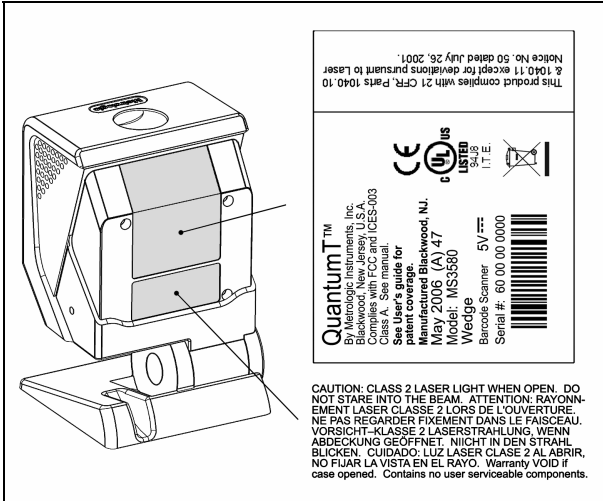 Metrologic
This product complies with 21 CFR, Parts 1040.10
& 1040.11 except for deviations pursuant to Laser
Notice No. 50 dated July 26, 2001.
QuantumT™
By Metrologic Instruments, Inc.
Blackwood, New Jersey, U.S.A.
Complies with FCC and ICES-003
Class A. See manual.
See User's guide for
patent coverage.
Manufactured Blackwood, NJ.
May 2006 (A) 47
Model: MS3580
Wedge
Barcode Scanner 5V
Serial #: 60 00 00 0000
CE
C UL US
LISTED
94J8
I.T.E.
CAUTION: CLASS 2 LASER LIGHT WHEN OPEN. DO
NOT STARE INTO THE BEAM. ATTENTION: RAYONN-
EMENT LASER CLASSE 2 LORS DE L'OUVERTURE.
NE PAS REGARDER FIXEMENT DANS LE FAISCEAU.
VORSICHT–KLASSE 2 LASERSTRAHLUNG, WENN
ABDECKUNG GEÖFFNET. NIICHT IN DEN STRAHL
BLICKEN. CUIDADO: LUZ LASER CLASE 2 AL ABRIR,
NO FIJAR LA VISTA EN EL RAYO. Warranty VOID if
case opened. Contains no user serviceable components.